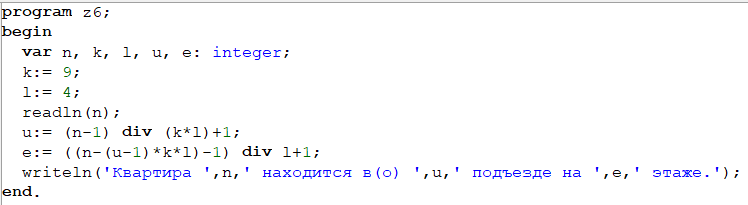 program z6;
begin
  var n, k, l, u, e: integer;
  k:= 9;
  l:= 4;
  readln(n);
  u:= (n-1) div (k*l)+1;
  e:= ((n-(u-1)*k*l)-1) div l+1;
  writeln('Квартира ',n,' находится в(о) ',u,' подъезде на ',e,' этаже.');
end.